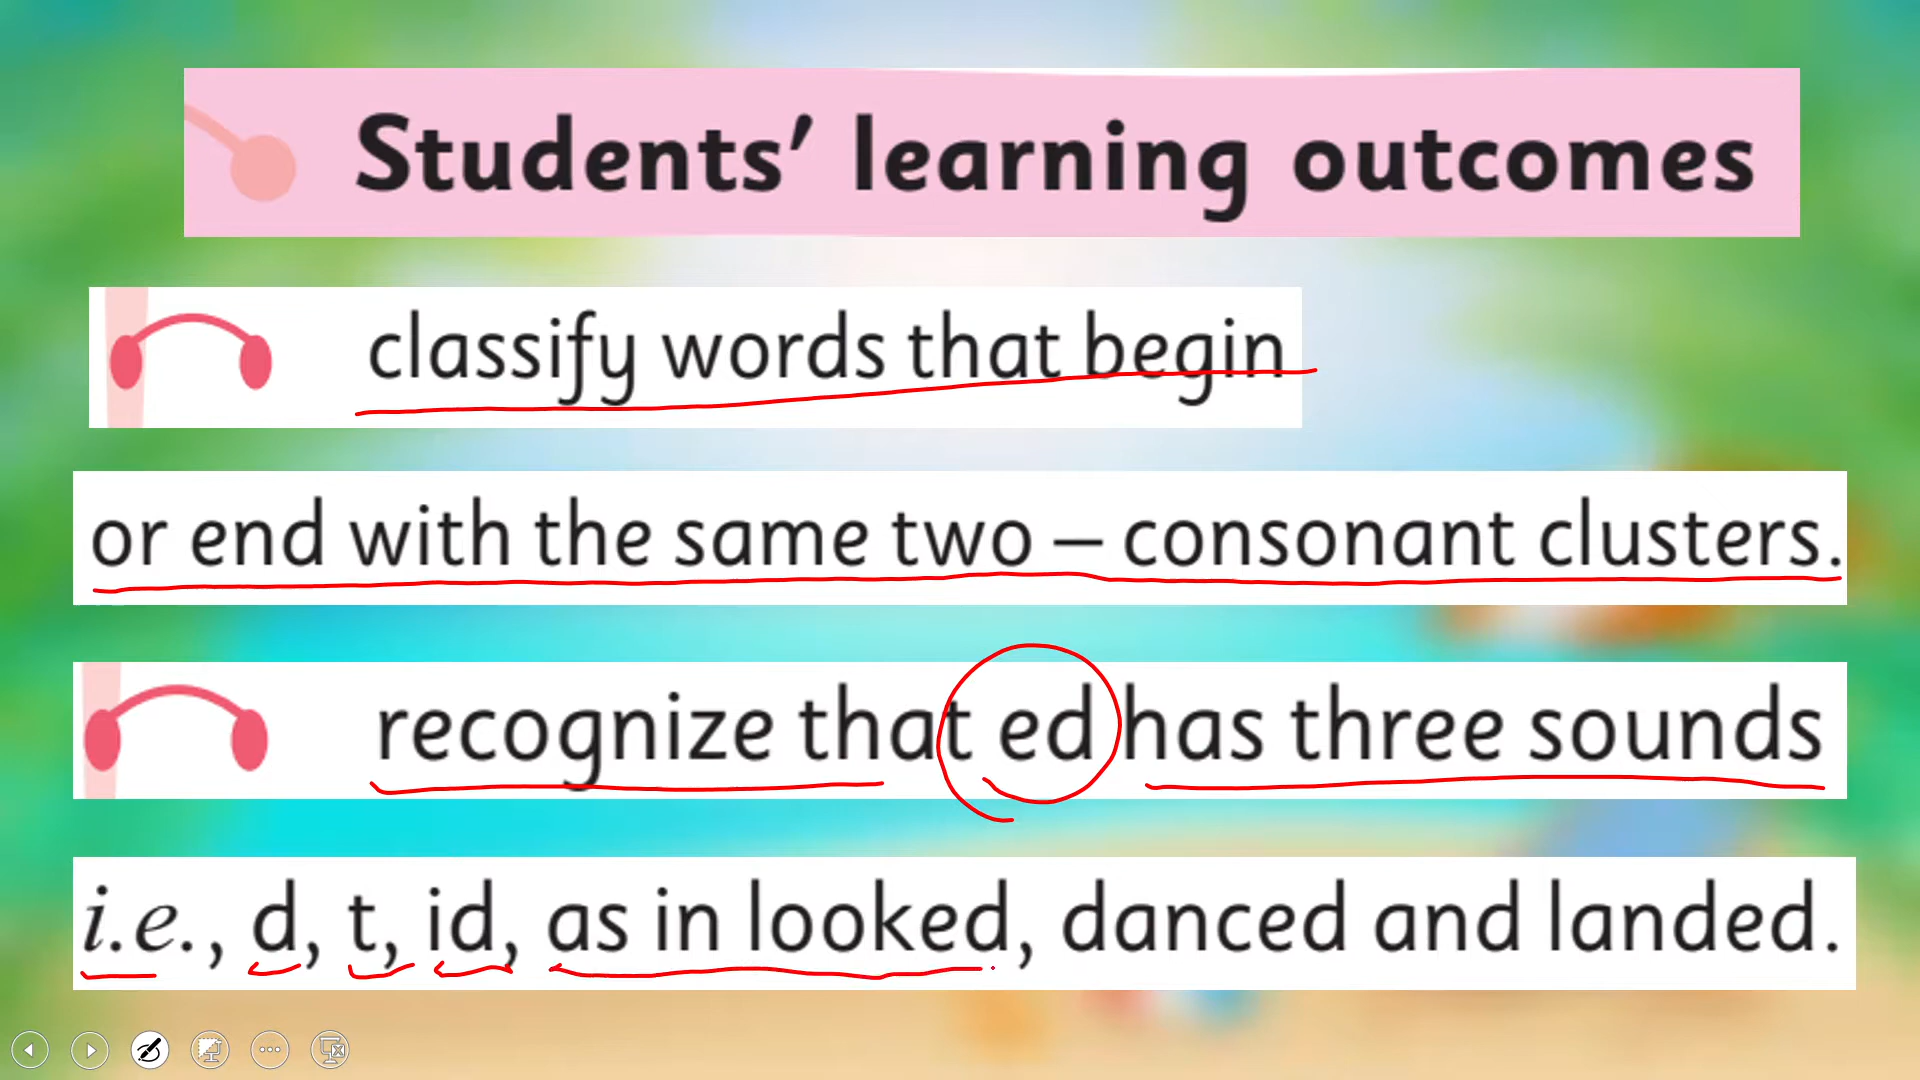 Students’ learning outcomes
classify words that begin
or end with the same two – consonant clusters.
recognize that ed has three sounds
i.e., d, t, id, as in looked, danced and landed.